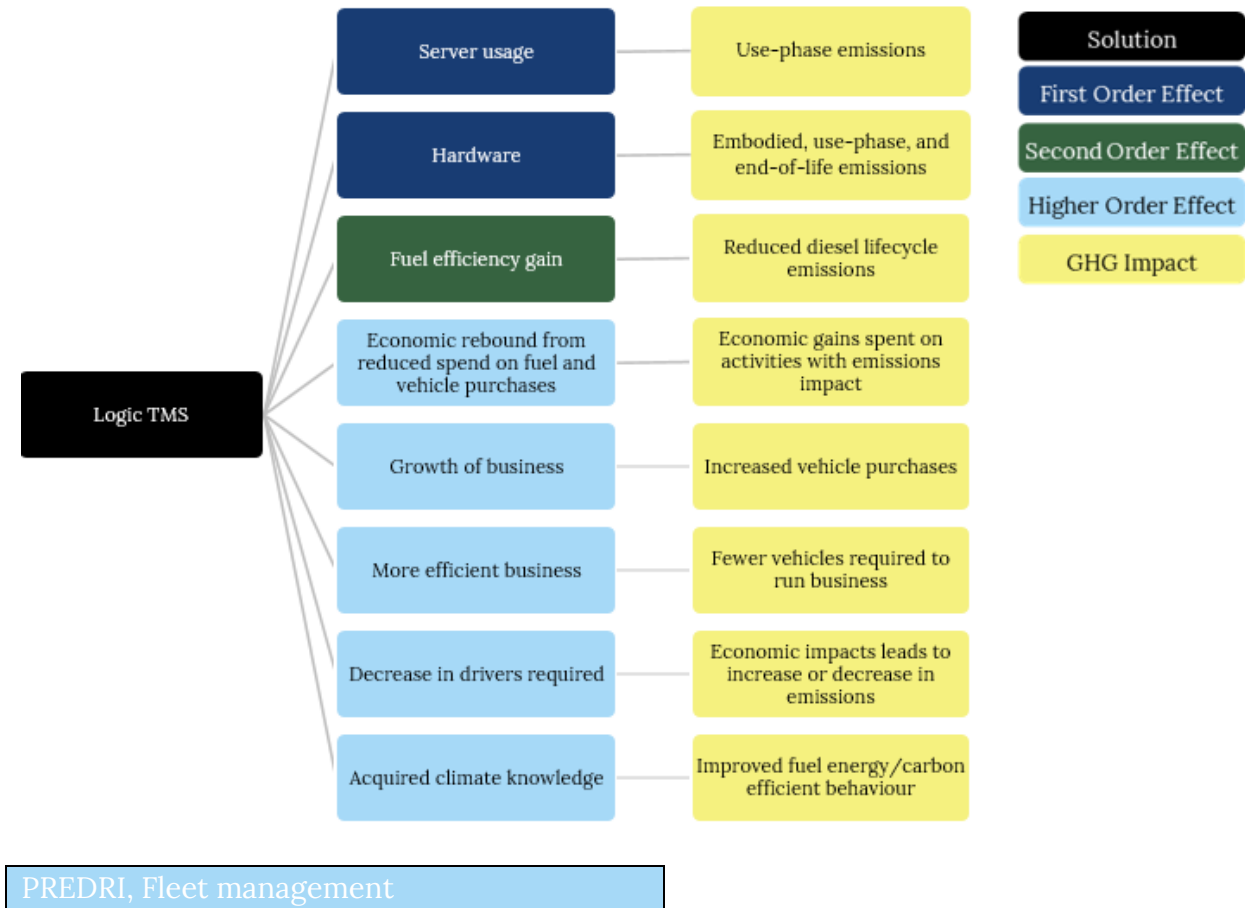 Server usage
Use-phase emissions
Solution
First Order Effect
Hardware
Embodied, use-phase, and
end-of-life emissions
Second Order Effect
Higher Order Effect
Fuel efficiency gain
Reduced diesel lifecycle
emissions
GHG Impact
Economic rebound from
reduced spend on fuel and
vehicle purchases
Economic gains spent on
activities with emissions
impact
Logic TMS
Growth of business
Increased vehicle purchases
More efficient business
Fewer vehicles required to
run business
Decrease in drivers required
Economic impacts leads to
increase or decrease in
emissions
Acquired climate knowledge
Improved fuel energy/carbon
efficient behaviour
PREDRI, Fleet management